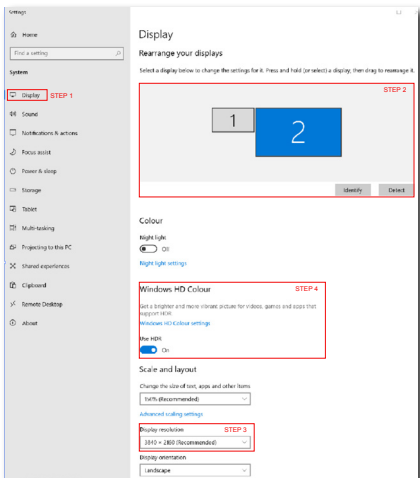 Settings
Home
Find a setting
System
Display STEP 1
Sound
Notifications & actions
Focus assist
Power & sleep
Storage
Tablet
Multi-tasking
Projecting to this PC
Shared experiences
Clipboard
Remote Desktop
About
Display
Rearrange your displays
Select a display below to change the settings for it. Press and hold (or select) a display, then drag to rearrange it.
STEP 2
1
2
Identify
Detect
Colour
Night light
Off
Night light settings
Windows HD Colour STEP 4
Get a brighter and more vibrant picture for videos, games and apps that
support HDR.
Windows HD Colour settings
Use HDR
On
Scale and layout
Change the size of text, apps and other items
(Recommended)
Advanced scaling settings
Display resolution STEP 3
3840 × 2160 (Recommended)
Display orientation
Landscape